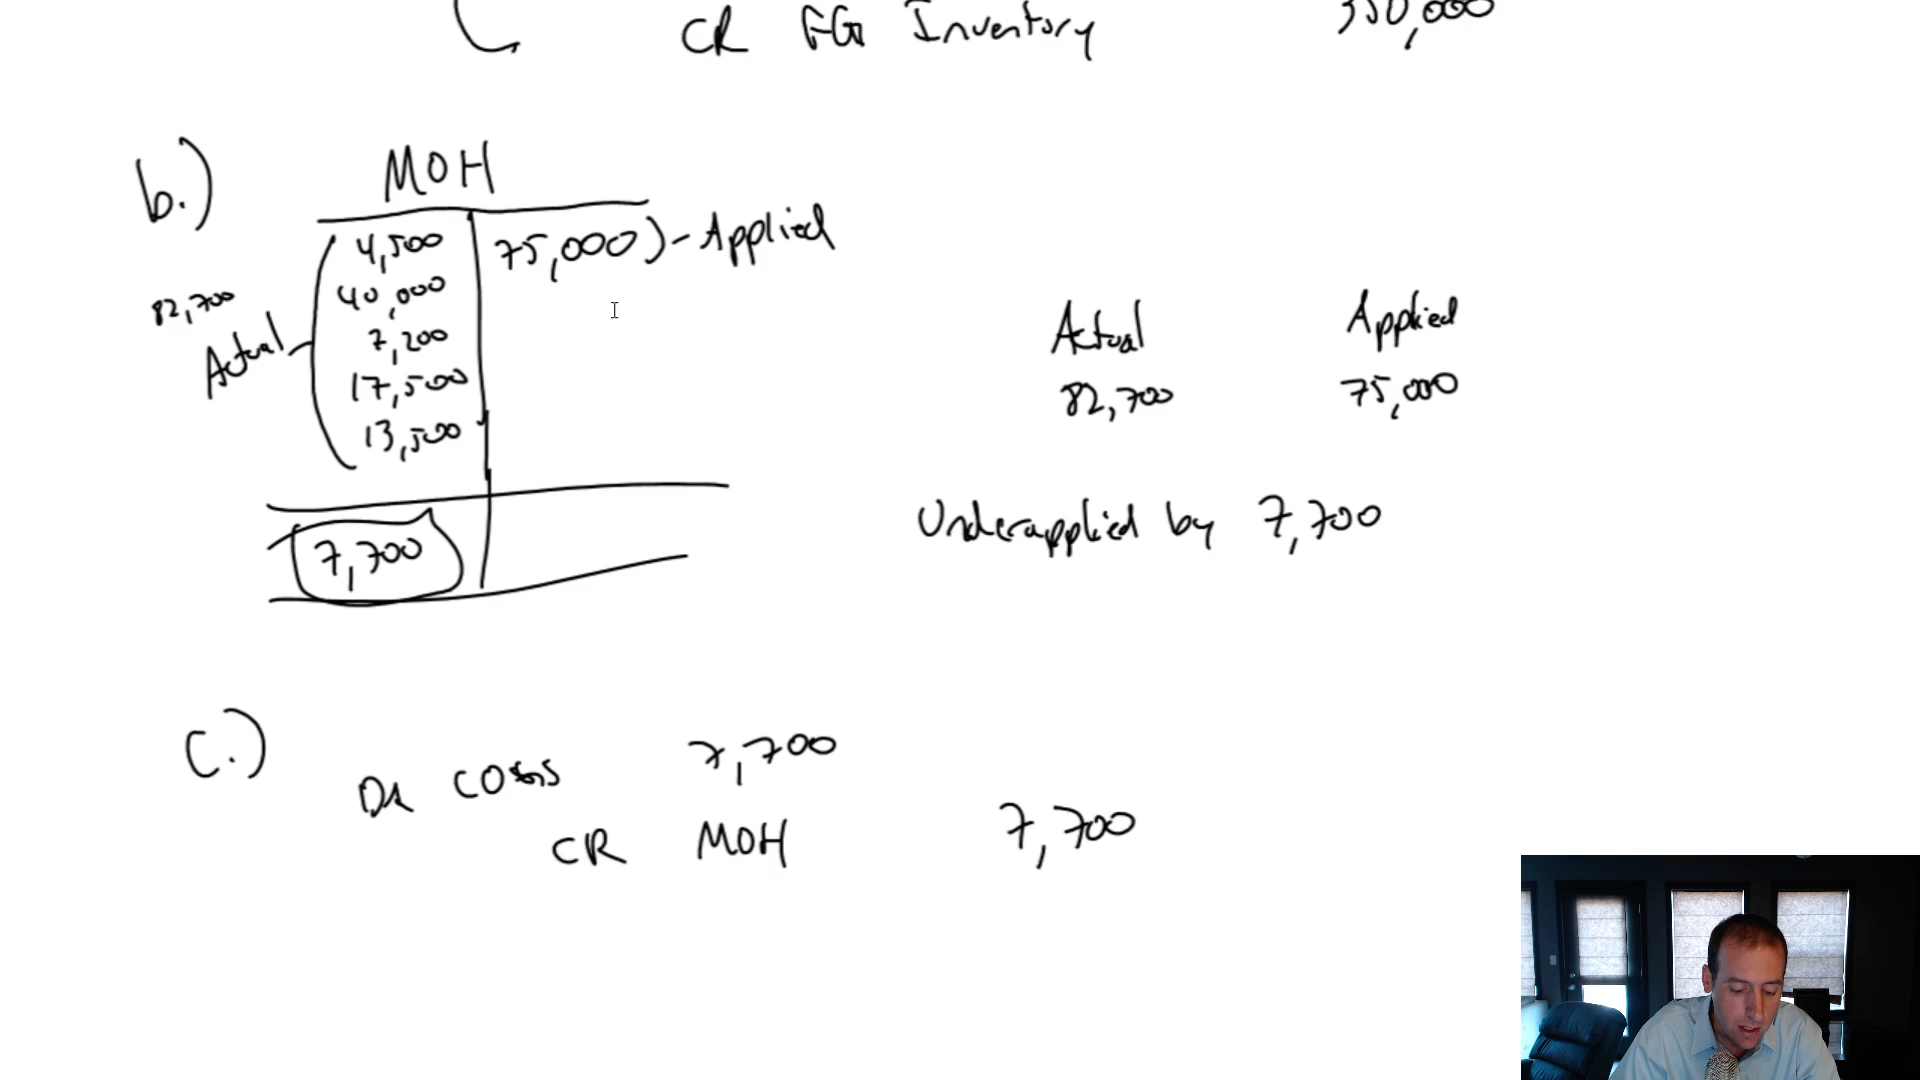 CR FG Inventory 350,000
b.) MOH
4,500 75,000 - Applied
40,000
7,200
17,500
13,500
82,700
Actual
7,700
Actual Applied
82,700 75,000
Underapplied by 7,700
c.) DR COGS 7,700
CR MOH 7,700